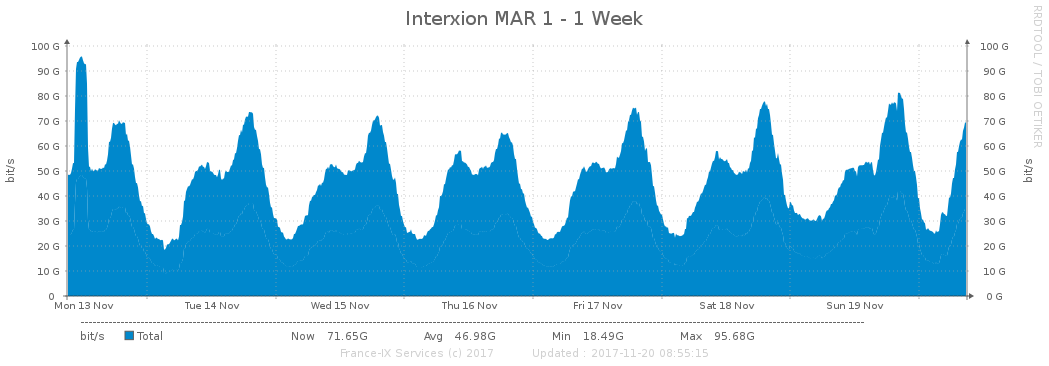 Interxion MAR 1 - 1 Week
RRDTOOL / TOBI OETIKER
100 G 100 G
90 G 90 G
80 G 80 G
70 G 70 G
60 G 60 G
50 G 50 G
40 G 40 G
30 G 30 G
20 G 20 G
10 G 10 G
0 0 G
bit/s bit/s
Mon 13 Nov Tue 14 Nov Wed 15 Nov Thu 16 Nov Fri 17 Nov Sat 18 Nov Sun 19 Nov
bit/s Total Now 71.65G Avg 46.98G Min 18.49G Max 95.68G
France-IX Services (c) 2017 Updated : 2017-11-20 08:55:15